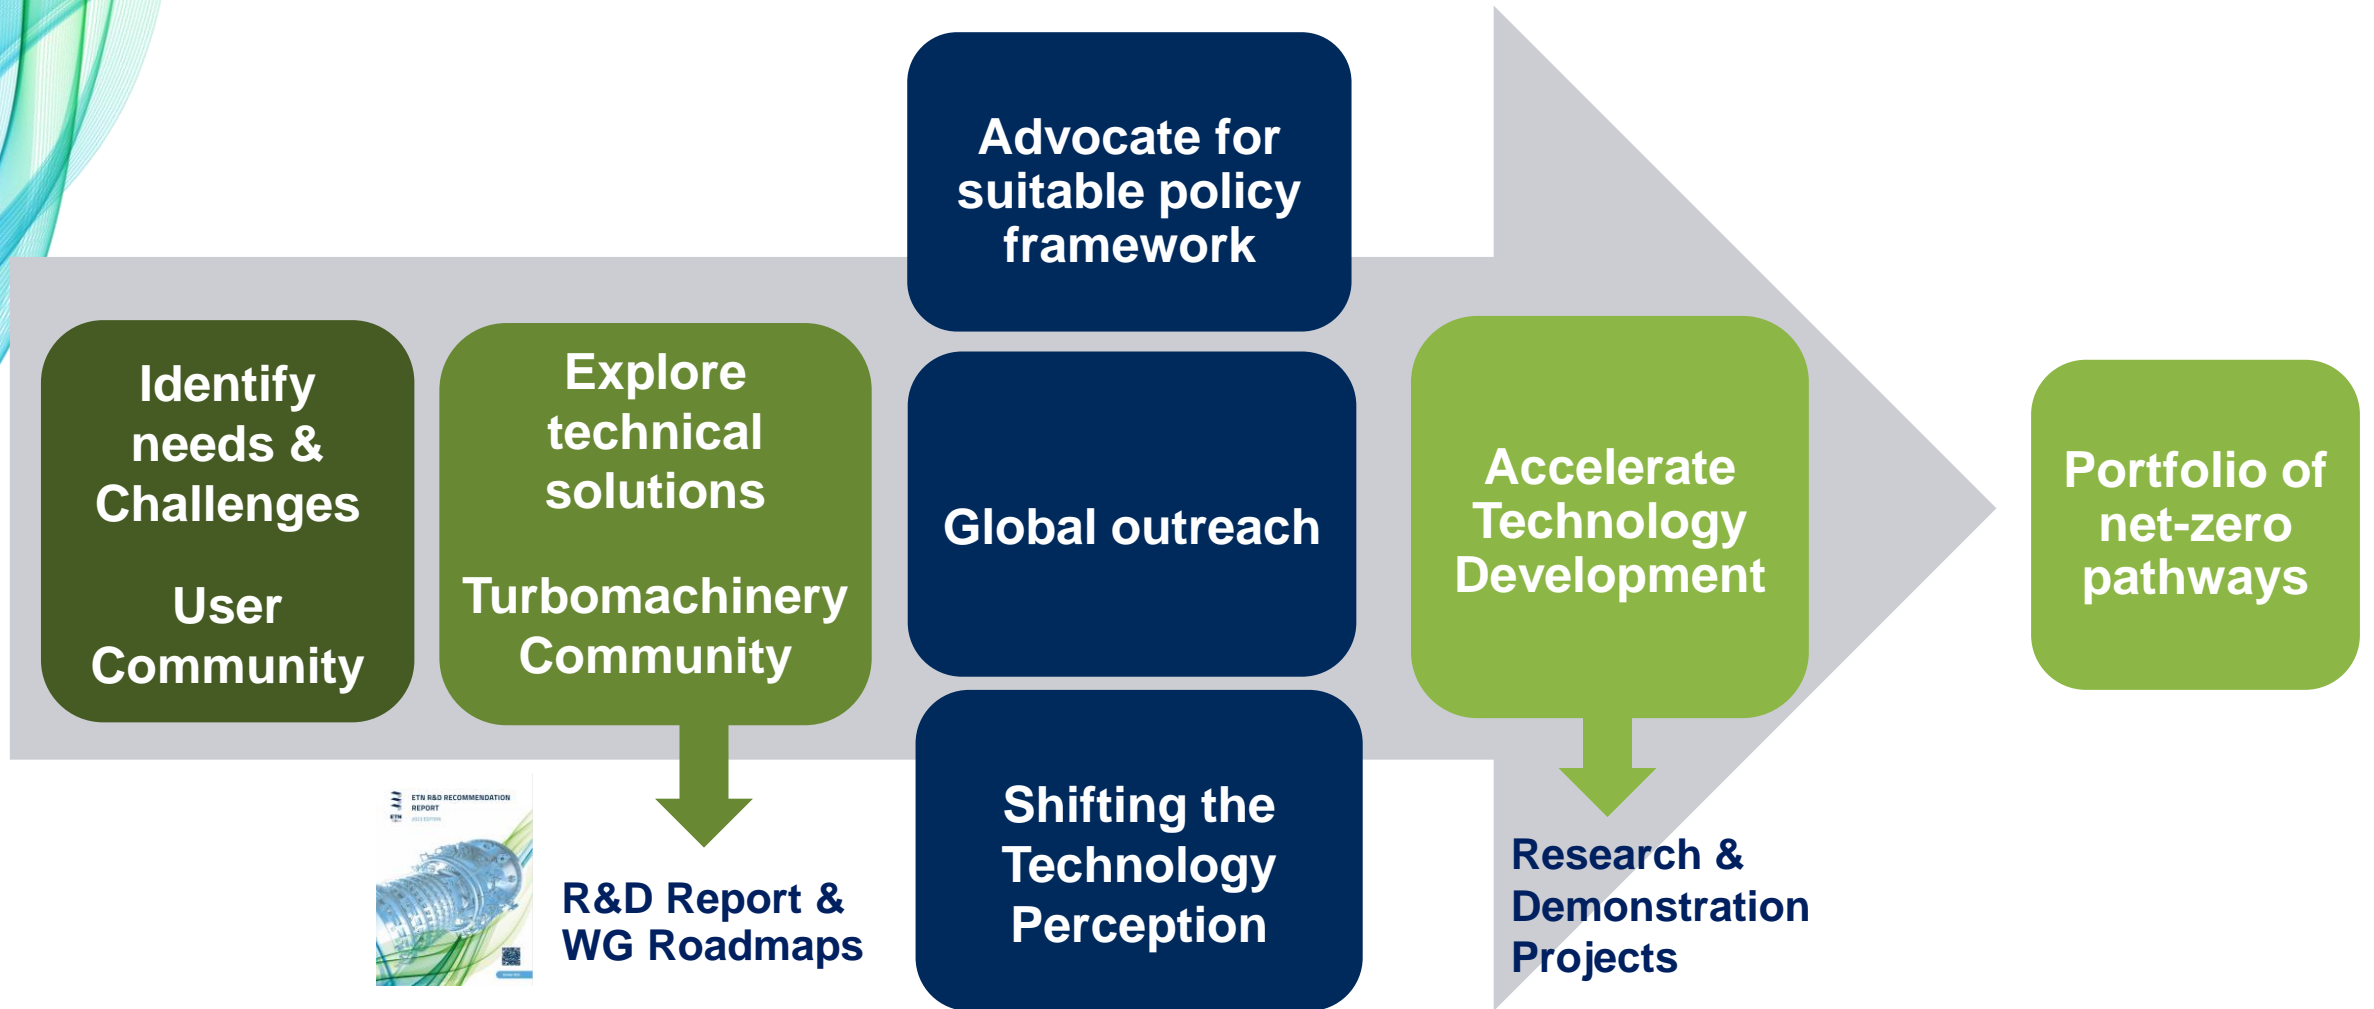 Identify
needs &
Challenges
User
Community
Explore
technical
solutions
Turbomachinery
Community
Advocate for
suitable policy
framework
Global outreach
Shifting the
Technology
Perception
Accelerate
Technology
Development
Portfolio of
net-zero
pathways
ETN R&D RECOMMENDATION
REPORT
ETN
R&D Report &
WG Roadmaps
Research &
Demonstration
Projects